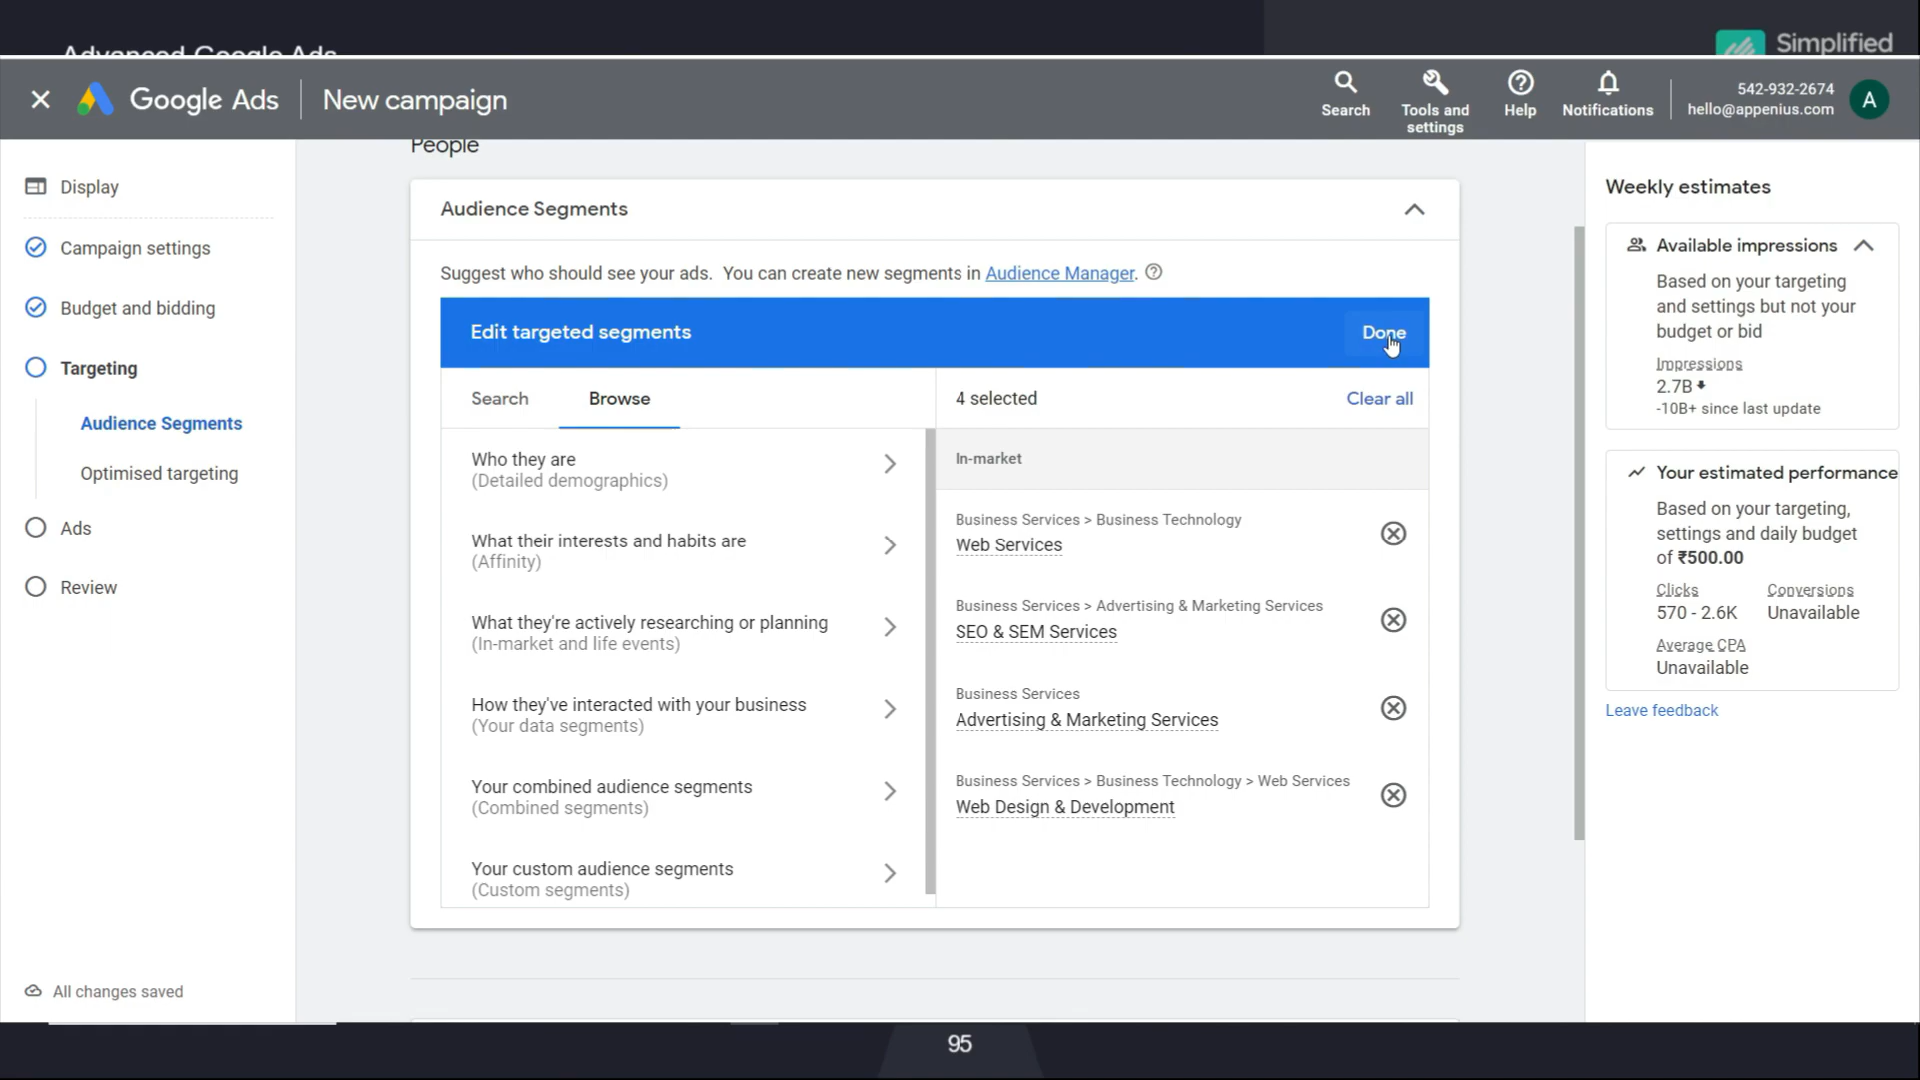 Advanced Google Ads
Simplified
Google Ads
New campaign
Search
Tools and
settings
Help
Notifications
542-932-2674
hello@appenius.com
A
Display
Campaign settings
Budget and bidding
Targeting
Audience Segments
Optimised targeting
Ads
Review
All changes saved
People
Audience Segments
Suggest who should see your ads. You can create new segments in Audience Manager.
Edit targeted segments
Done
Search
Browse
4 selected
Clear all
Who they are
(Detailed demographics)
What their interests and habits are
(Affinity)
What they're actively researching or planning
(In-market and life events)
How they've interacted with your business
(Your data segments)
Your combined audience segments
(Combined segments)
Your custom audience segments
(Custom segments)
In-market
Business Services > Business Technology
Web Services
Business Services > Advertising & Marketing Services
SEO & SEM Services
Business Services
Advertising & Marketing Services
Business Services > Business Technology > Web Services
Web Design & Development
Weekly estimates
Available impressions
Based on your targeting
and settings but not your
budget or bid
Impressions
2.7B
-10B+ since last update
Your estimated performance
Based on your targeting,
settings and daily budget
of ₹500.00
Clicks
570 - 2.6K
Conversions
Unavailable
Average CPA
Unavailable
Leave feedback
95